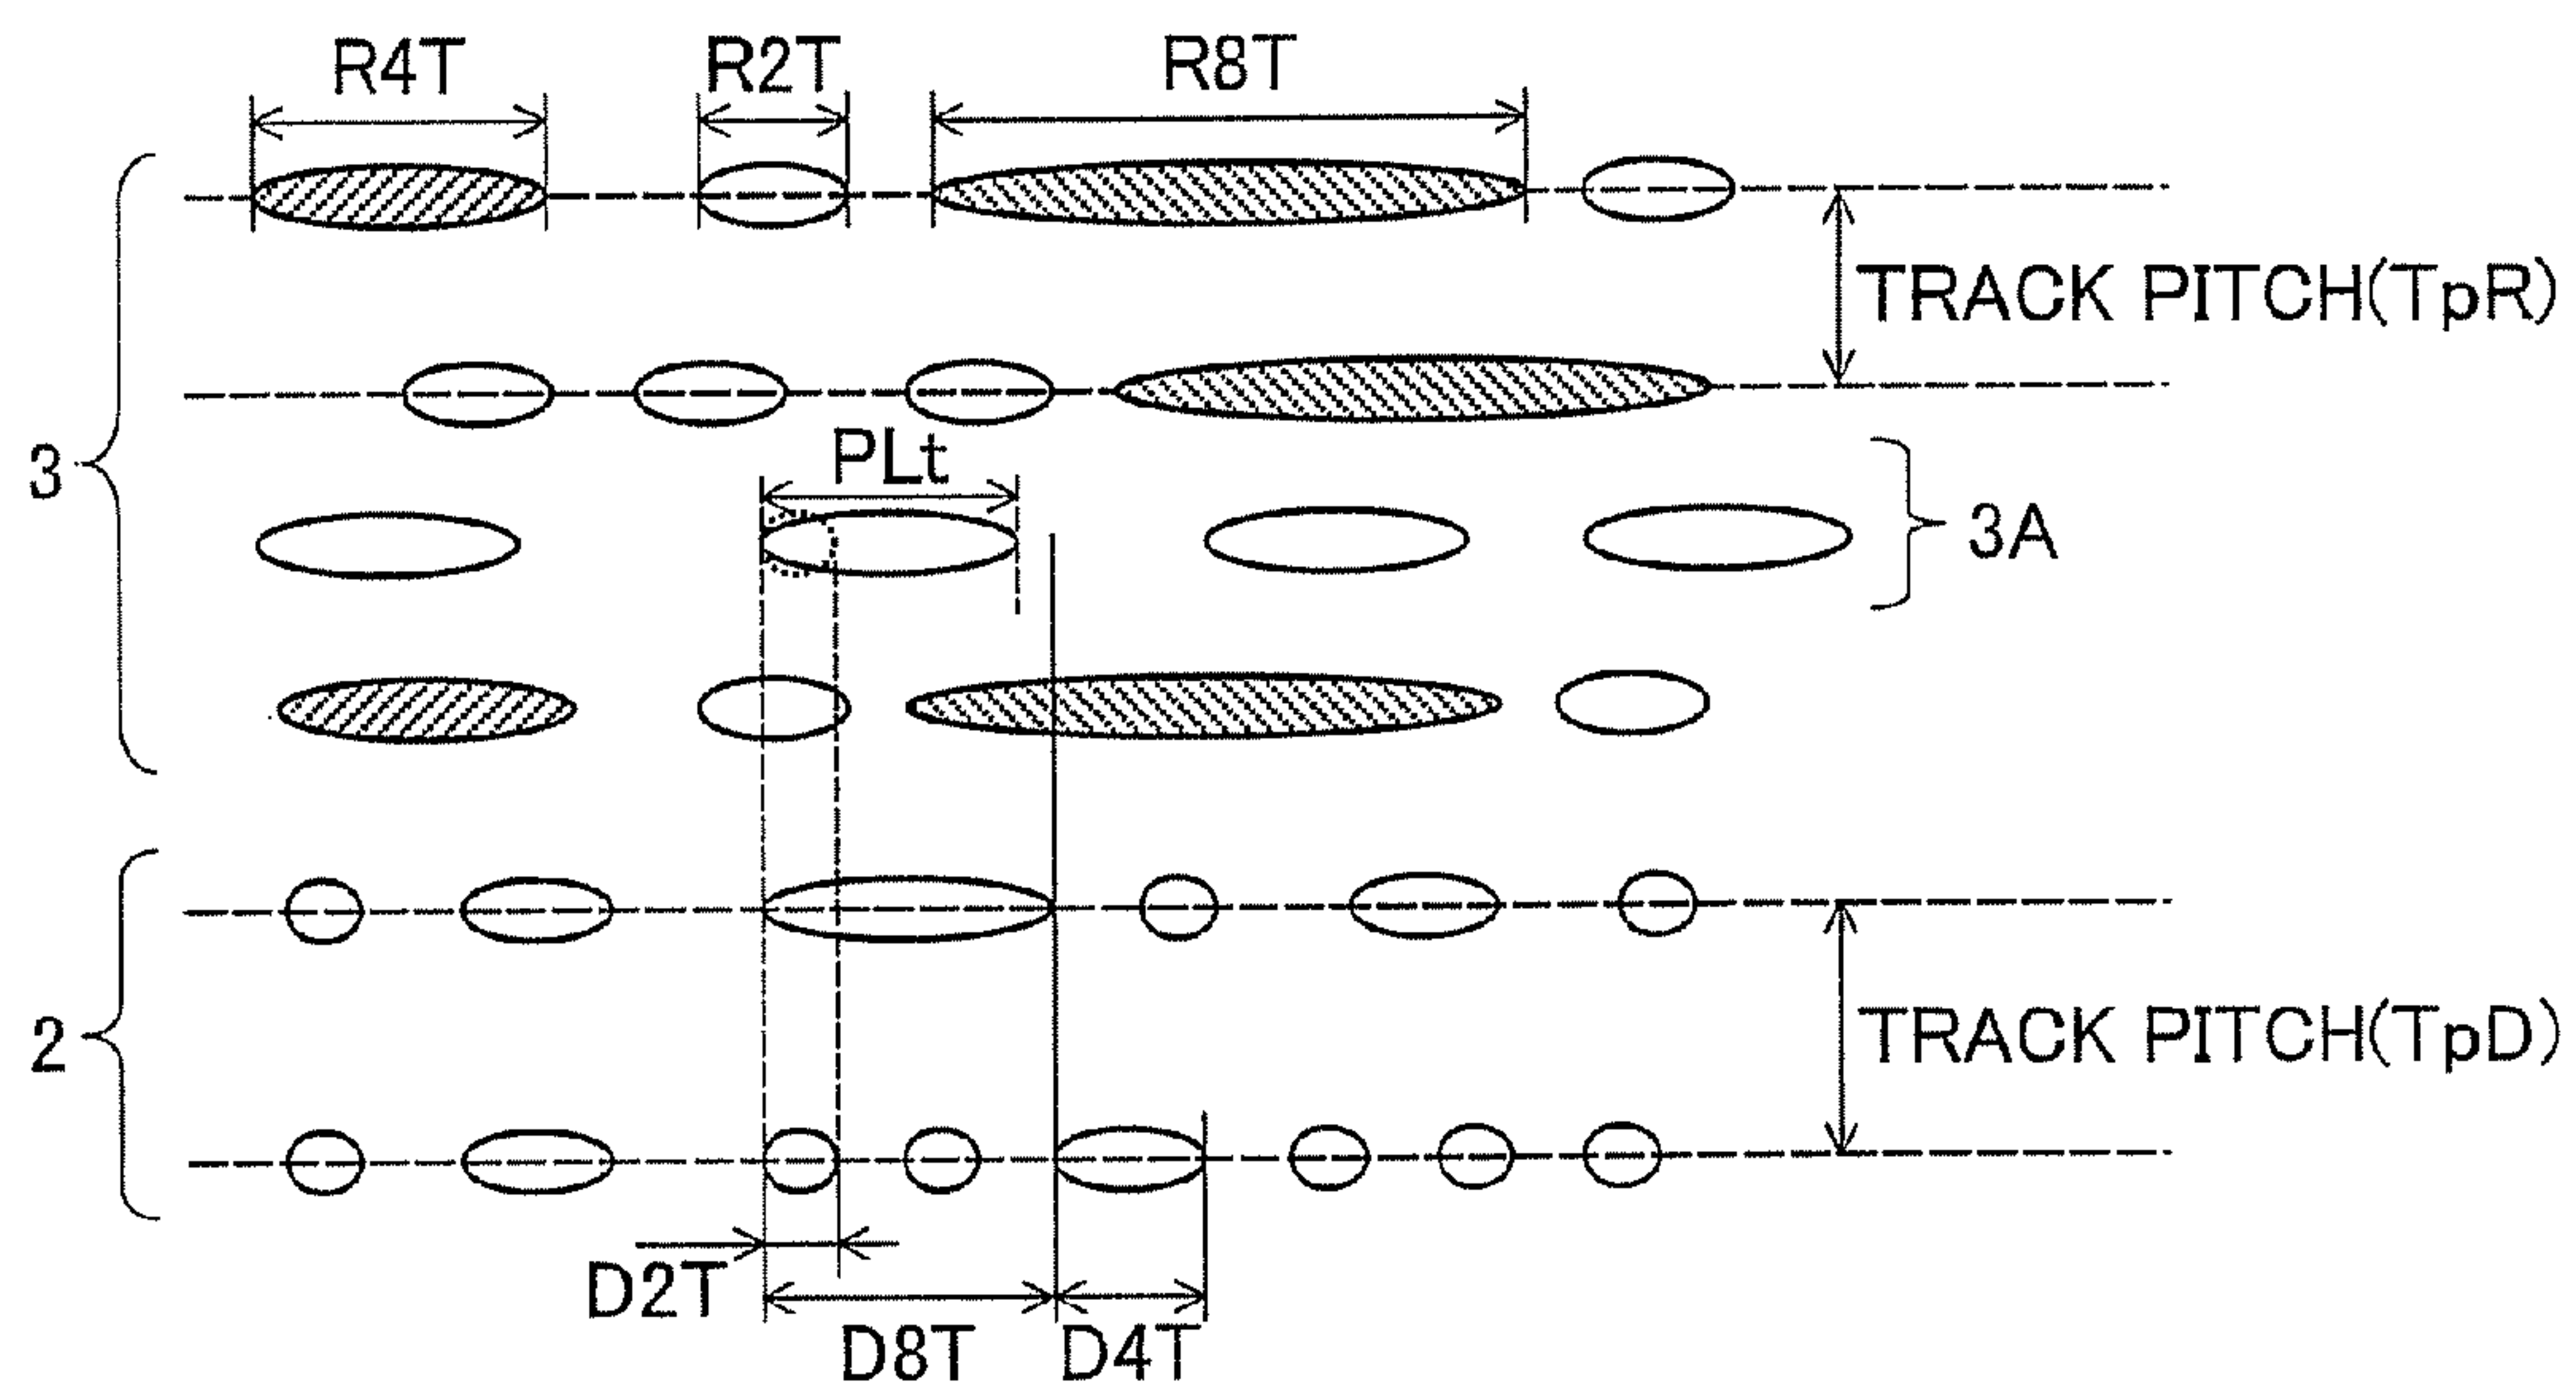 R4T R2T R8T
TRACK PITCH(TpR)
PLt
3
3A
2
TRACK PITCH(TpD)
D2T
D8T D4T